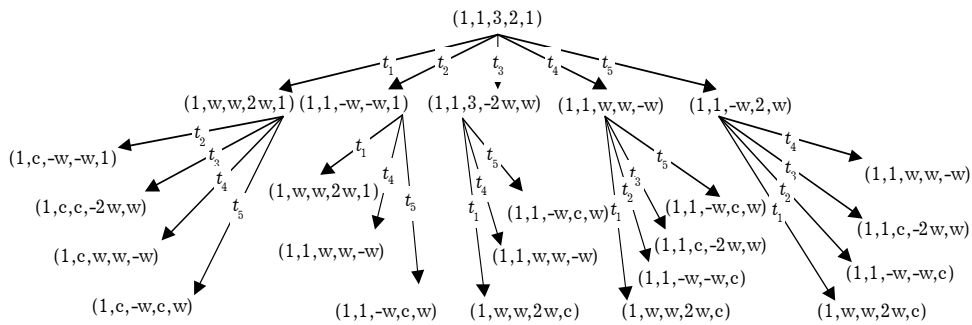 (1,1,3,2,1)
t1 t2 t3 t4 t5
(1,w,w,2w,1) (1,1,-w,-w,1) (1,1,3,-2w,w) (1,1,w,w,-w) (1,1,-w,2,w)
t2 t3 t4 t5
t1 t4 t5
t5 t4 t1
t5 t3 t2 t1
t4 t3 t2 t1
(1,c,-w,-w,1)
(1,c,c,-2w,w)
(1,c,w,w,-w)
(1,c,-w,c,w)
(1,w,w,2w,1)
(1,1,w,w,-w)
(1,1,-w,c,w)
(1,1,-w,c,w)
(1,1,w,w,-w)
(1,w,w,2w,c)
(1,1,-w,c,w)
(1,1,c,-2w,w)
(1,1,-w,-w,c)
(1,w,w,2w,c)
(1,1,w,w,-w)
(1,1,c,-2w,w)
(1,1,-w,-w,c)
(1,w,w,2w,c)